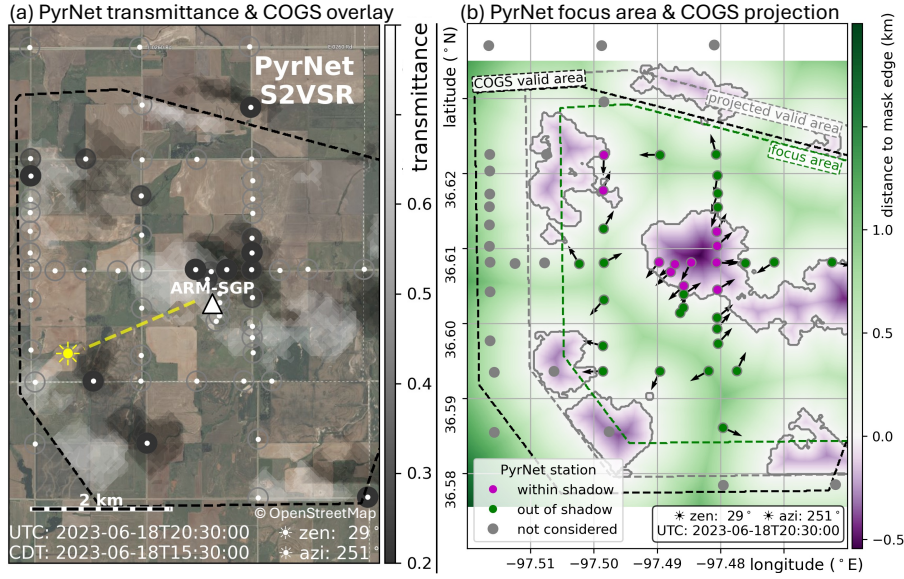 (a) PyrNet transmittance & COGS overlay
PyrNet
S2VSR
ARM-SGP
2 km
© OpenStreetMap
UTC: 2023-06-18T20:30:00
☀ zen: 29°
CDT: 2023-06-18T15:30:00
☀ azi: 251°
transmittance
0.6
0.5
0.4
0.3
0.2
(b) PyrNet focus area & COGS projection
latitude (°N)
36.62
36.61
36.60
36.59
36.58
COGS valid area
projected valid area
focus area
PyrNet station
within shadow
out of shadow
not considered
☀ zen: 29° ☀ azi: 251°
UTC: 2023-06-18T20:30:00
−97.51 −97.50 −97.49 −97.48 longitude (°E)
distance to mask edge (km)
1.0
0.5
0.0
−0.5